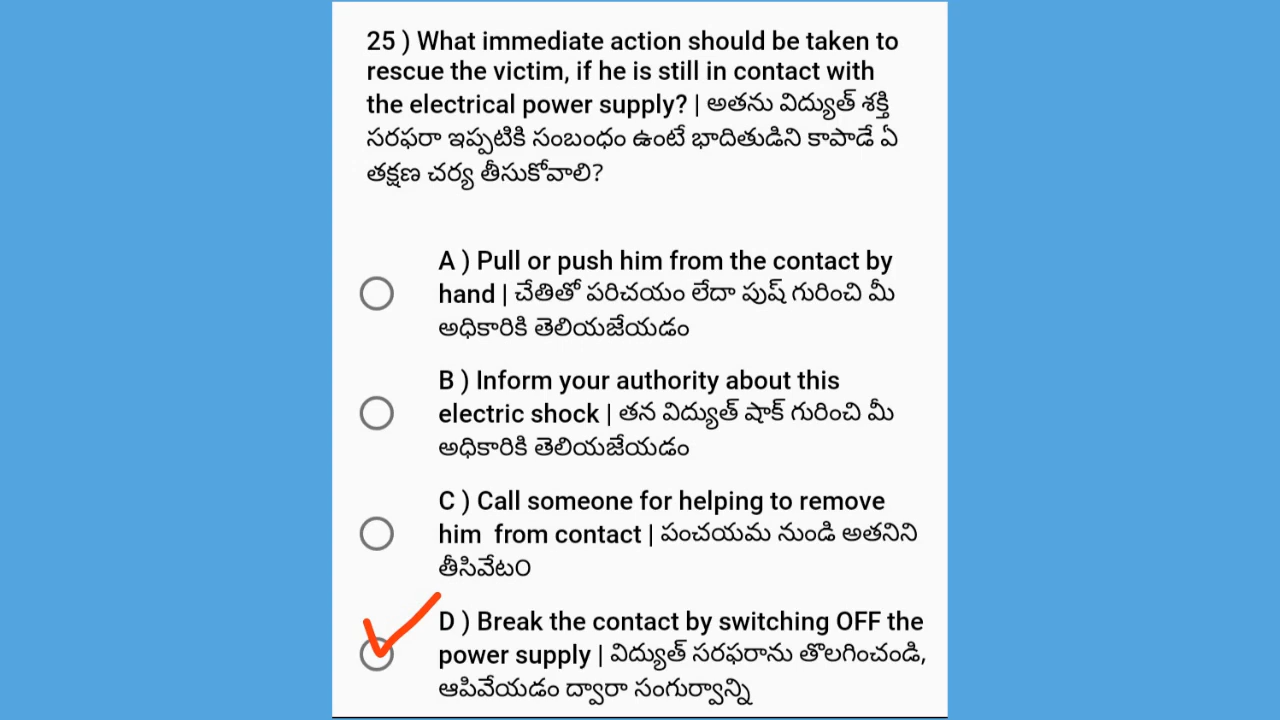 25 ) What immediate action should be taken to
rescue the victim, if he is still in contact with
the electrical power supply? | అతను విద్యుత్ శక్తి
సరఫరా ఇప్పటికి సంబంధం ఉంటే భాదితుడిని కాపాడే ఏ
తక్షణ చర్య తీసుకోవాలి?
A ) Pull or push him from the contact by
hand | చేతితో పరిచయం లేదా పుష్ గురించి మీ
అధికారికి తెలియజేయడం
B ) Inform your authority about this
electric shock | తన విద్యుత్ షాక్ గురించి మీ
అధికారికి తెలియజేయడం
C ) Call someone for helping to remove
him from contact | పంచయమ నుండి అతనిని
తీసివేటం
D ) Break the contact by switching OFF the
power supply | విద్యుత్ సరఫరాను తొలగించండి,
ఆపివేయడం ద్వారా సంగుర్వాన్ని